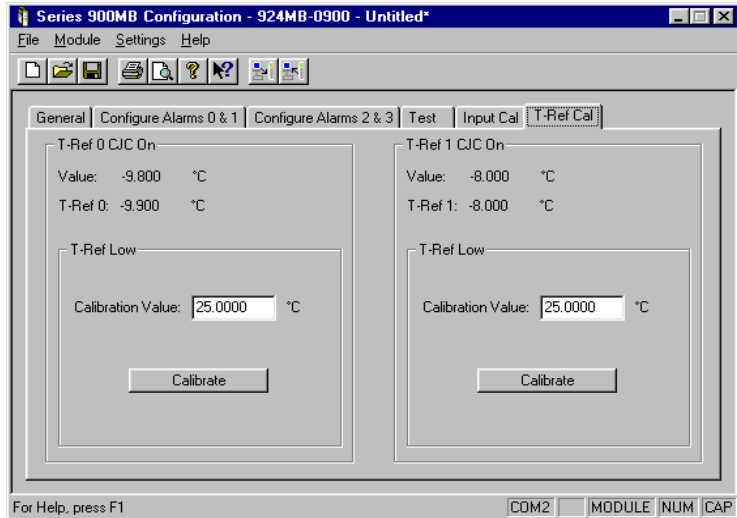 Series 900MB Configuration - 924MB-0900 - Untitled*
File Module Settings Help
General Configure Alarms 0 & 1 Configure Alarms 2 & 3 Test Input Cal T-Ref Cal
T-Ref 0 CJC On
Value: -9.800 °C
T-Ref 0: -9.900 °C
T-Ref Low
Calibration Value: 25.0000 °C
Calibrate
T-Ref 1 CJC On
Value: -8.000 °C
T-Ref 1: -8.000 °C
T-Ref Low
Calibration Value: 25.0000 °C
Calibrate
For Help, press F1 COM2 MODULE NUM CAP